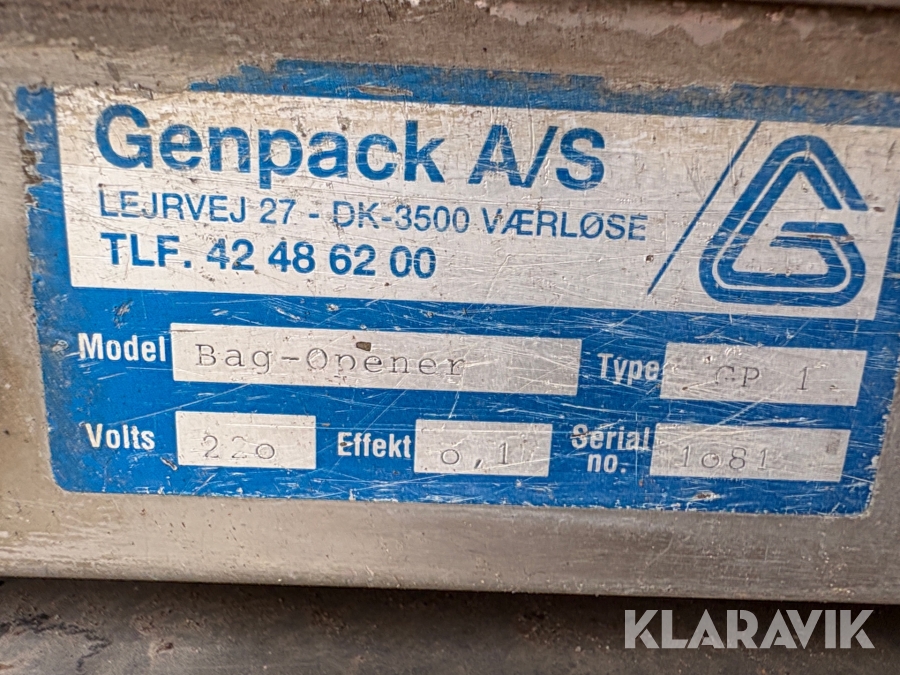 Genpack A/S
LEJRVEJ 27 - DK-3500 VÆRLØSE
TLF. 42 48 62 00
G
Model Bag-Opener Type GP 1
Volts 220 Effekt 0,1 Serial no. 1081
KLARAVIK